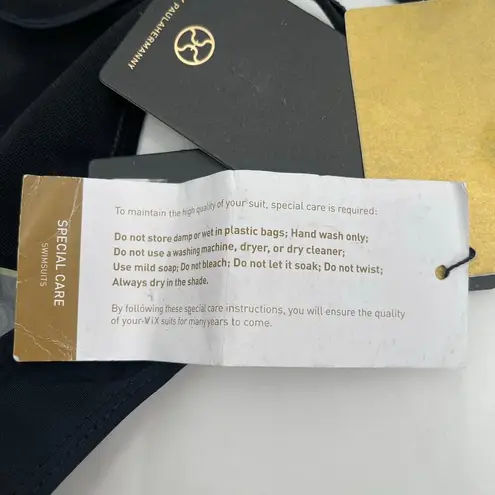 PAULAHERMANNY
SPECIAL CARE
SWIMSUITS
To maintain the high quality of your suit, special care is required:
Do not store damp or wet in plastic bags; Hand wash only;
Do not use a washing machine, dryer, or dry cleaner;
Use mild soap; Do not bleach; Do not let it soak; Do not twist;
Always dry in the shade.
By following these special care instructions, you will ensure the quality
of your ViX suits for many years to come.